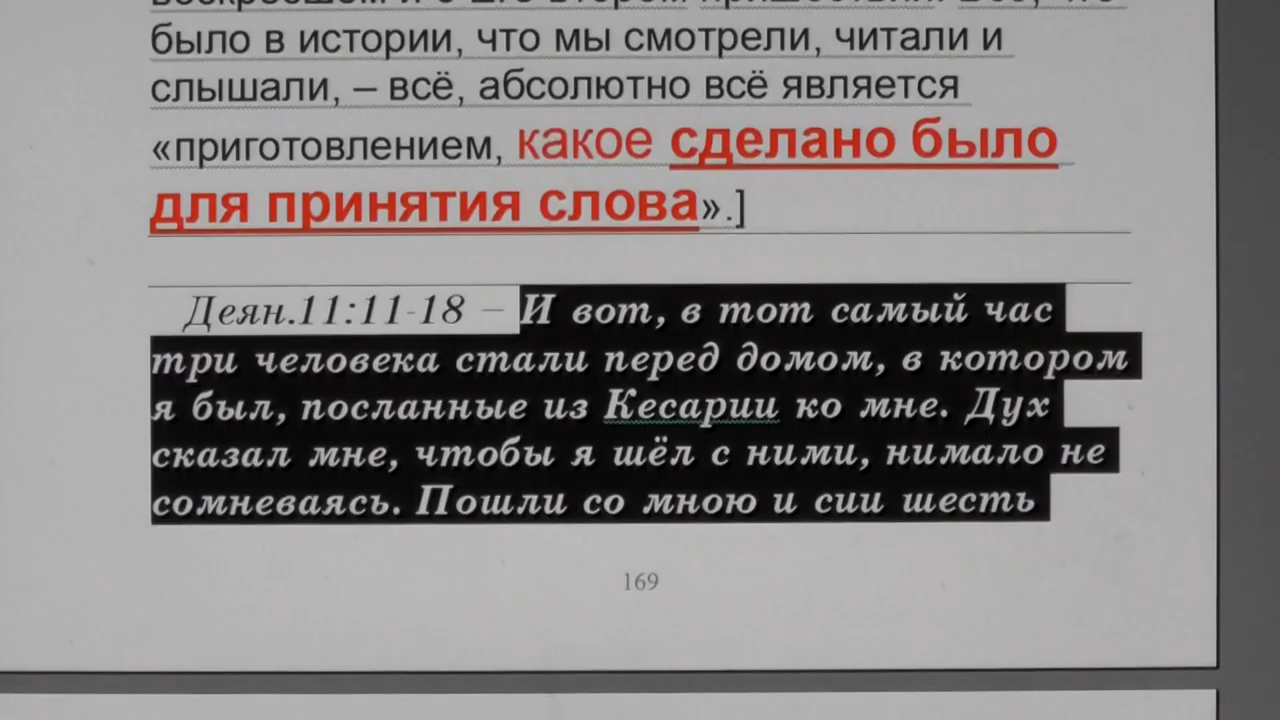 было в истории, что мы смотрели, читали и
слышали, – всё, абсолютно всё является
«приготовлением, какое сделано было
для принятия слова».]
Деян.11:11-18 – И вот, в тот самый час
три человека стали перед домом, в котором
я был, посланные из Кесарии ко мне. Дух
сказал мне, чтобы я шёл с ними, нимало не
сомневаясь. Пошли со мною и сии шесть
169